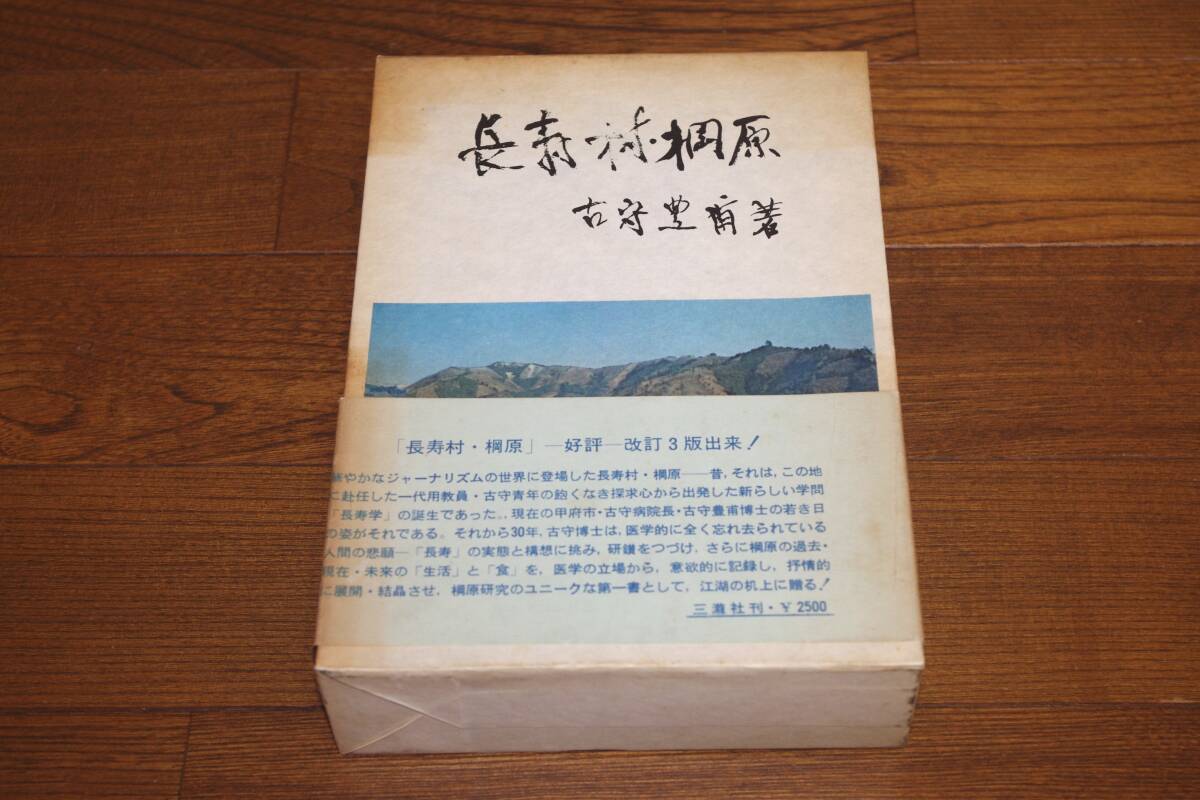 長寿村棡原
古守豊甫著
「長寿村・棡原」―好評―改訂3版出来!
やかなジャーナリズムの世界に登場した長寿村・棡原――昔，それは，この地
に赴任した一代用教員・古守青年の飽くなき探求心から出発した新らしい学問
「長寿学」の誕生であった。，現在の甲府市・古守病院長・古守豊甫博士の若き日
の姿がそれである。それから30年，古守博士は，医学的に全く忘れ去られている
人間の悲願―「長寿」の実態と構想に挑み，研鑚をつづけ，さらに棡原の過去・
現在・未来の「生活」と「食」を，医学の立場から，意欲的に記録し，抒情的
に展開・結晶させ，棡原研究のユニークな第一書として，江湖の机上に贈る!
三瀧社刊・￥2500